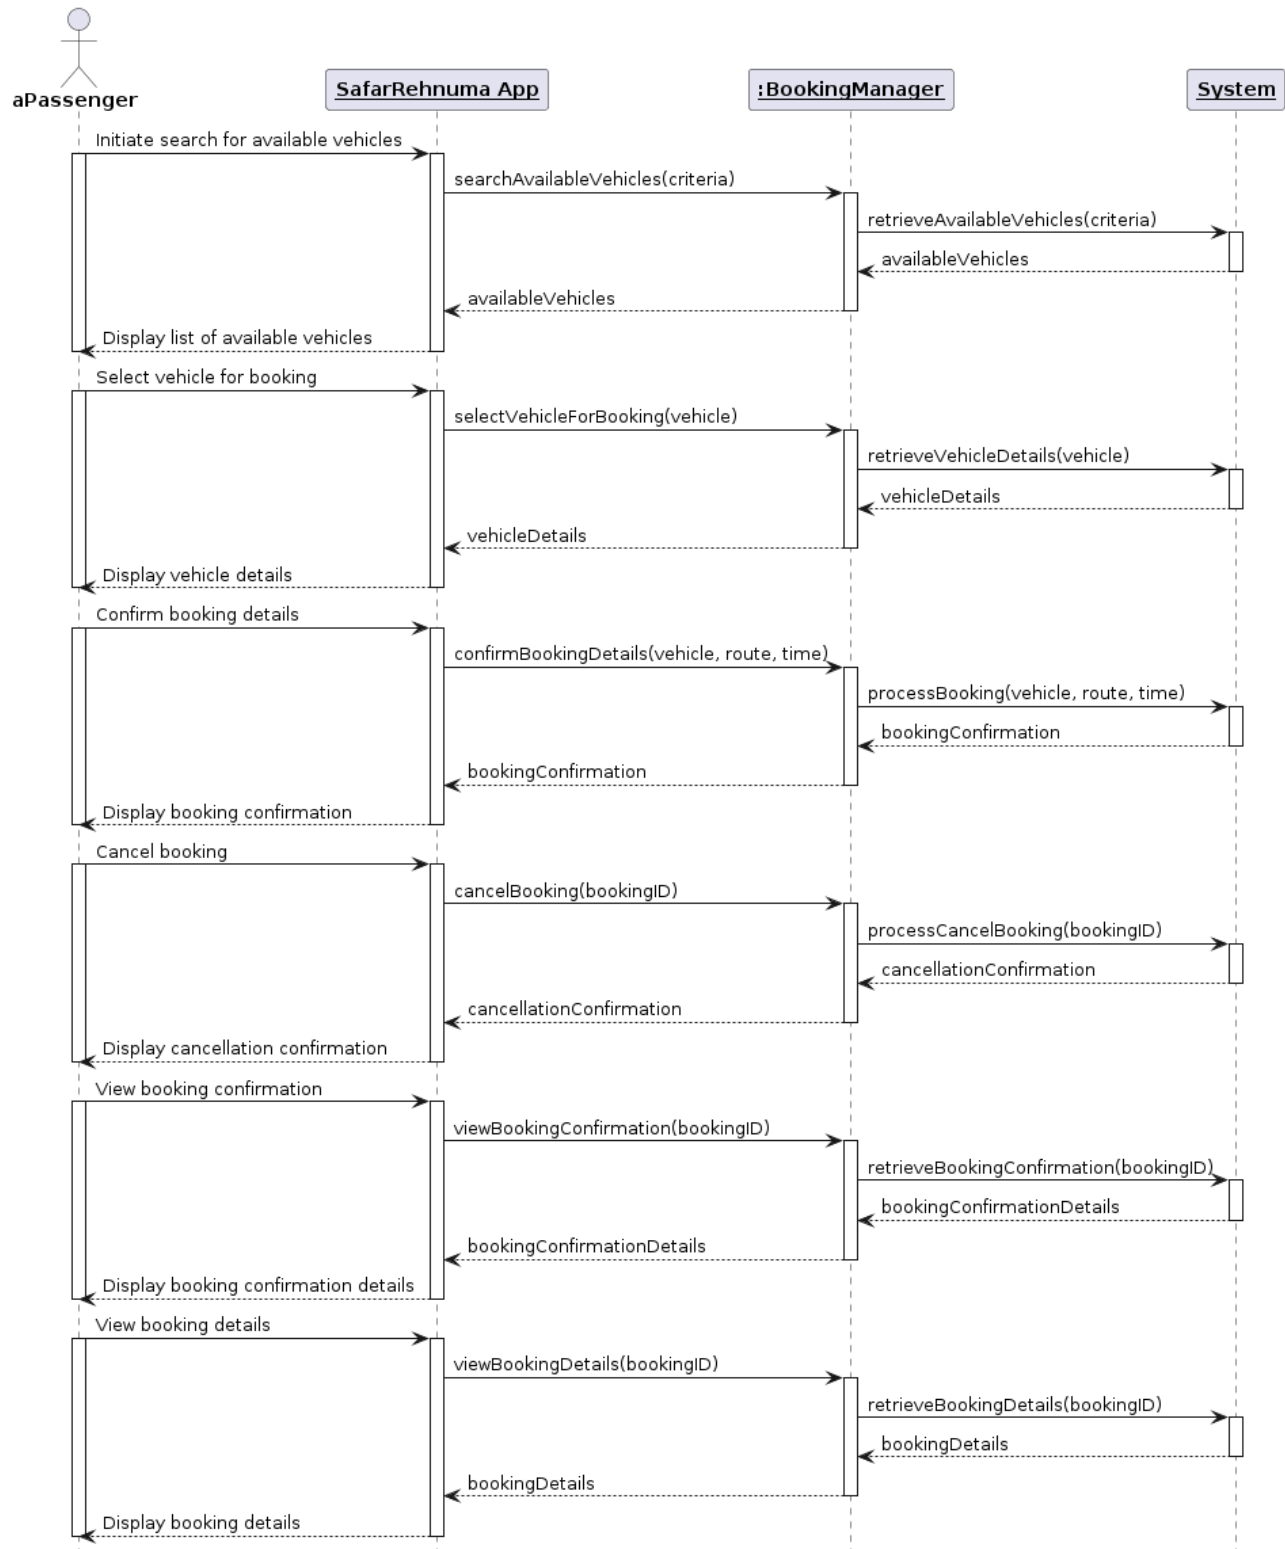 aPassenger
SafarRehnuma App
:BookingManager
System
Initiate search for available vehicles
searchAvailableVehicles(criteria)
retrieveAvailableVehicles(criteria)
availableVehicles
availableVehicles
Display list of available vehicles
Select vehicle for booking
selectVehicleForBooking(vehicle)
retrieveVehicleDetails(vehicle)
vehicleDetails
vehicleDetails
Display vehicle details
Confirm booking details
confirmBookingDetails(vehicle, route, time)
processBooking(vehicle, route, time)
bookingConfirmation
bookingConfirmation
Display booking confirmation
Cancel booking
cancelBooking(bookingID)
processCancelBooking(bookingID)
cancellationConfirmation
cancellationConfirmation
Display cancellation confirmation
View booking confirmation
viewBookingConfirmation(bookingID)
retrieveBookingConfirmation(bookingID)
bookingConfirmationDetails
bookingConfirmationDetails
Display booking confirmation details
View booking details
viewBookingDetails(bookingID)
retrieveBookingDetails(bookingID)
bookingDetails
bookingDetails
Display booking details